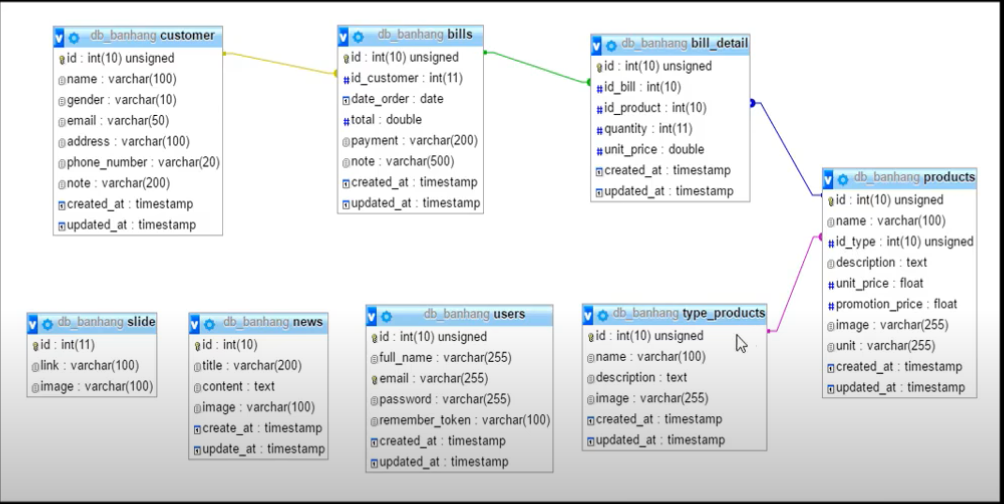 db_banhang customer
id : int(10) unsigned
name : varchar(100)
gender : varchar(10)
email : varchar(50)
address : varchar(100)
phone_number : varchar(20)
note : varchar(200)
created_at : timestamp
updated_at : timestamp
db_banhang bills
id : int(10) unsigned
id_customer : int(11)
date_order : date
total : double
payment : varchar(200)
note : varchar(500)
created_at : timestamp
updated_at : timestamp
db_banhang bill_detail
id : int(10) unsigned
id_bill : int(10)
id_product : int(10)
quantity : int(11)
unit_price : double
created_at : timestamp
updated_at : timestamp
db_banhang products
id : int(10) unsigned
name : varchar(100)
id_type : int(10) unsigned
description : text
unit_price : float
promotion_price : float
image : varchar(255)
unit : varchar(255)
created_at : timestamp
updated_at : timestamp
db_banhang slide
id : int(11)
link : varchar(100)
image : varchar(100)
db_banhang news
id : int(10)
title : varchar(200)
content : text
image : varchar(100)
create_at : timestamp
update_at : timestamp
db_banhang users
id : int(10) unsigned
full_name : varchar(255)
email : varchar(255)
password : varchar(255)
remember_token : varchar(100)
created_at : timestamp
updated_at : timestamp
db_banhang type_products
id : int(10) unsigned
name : varchar(100)
description : text
image : varchar(255)
created_at : timestamp
updated_at : timestamp